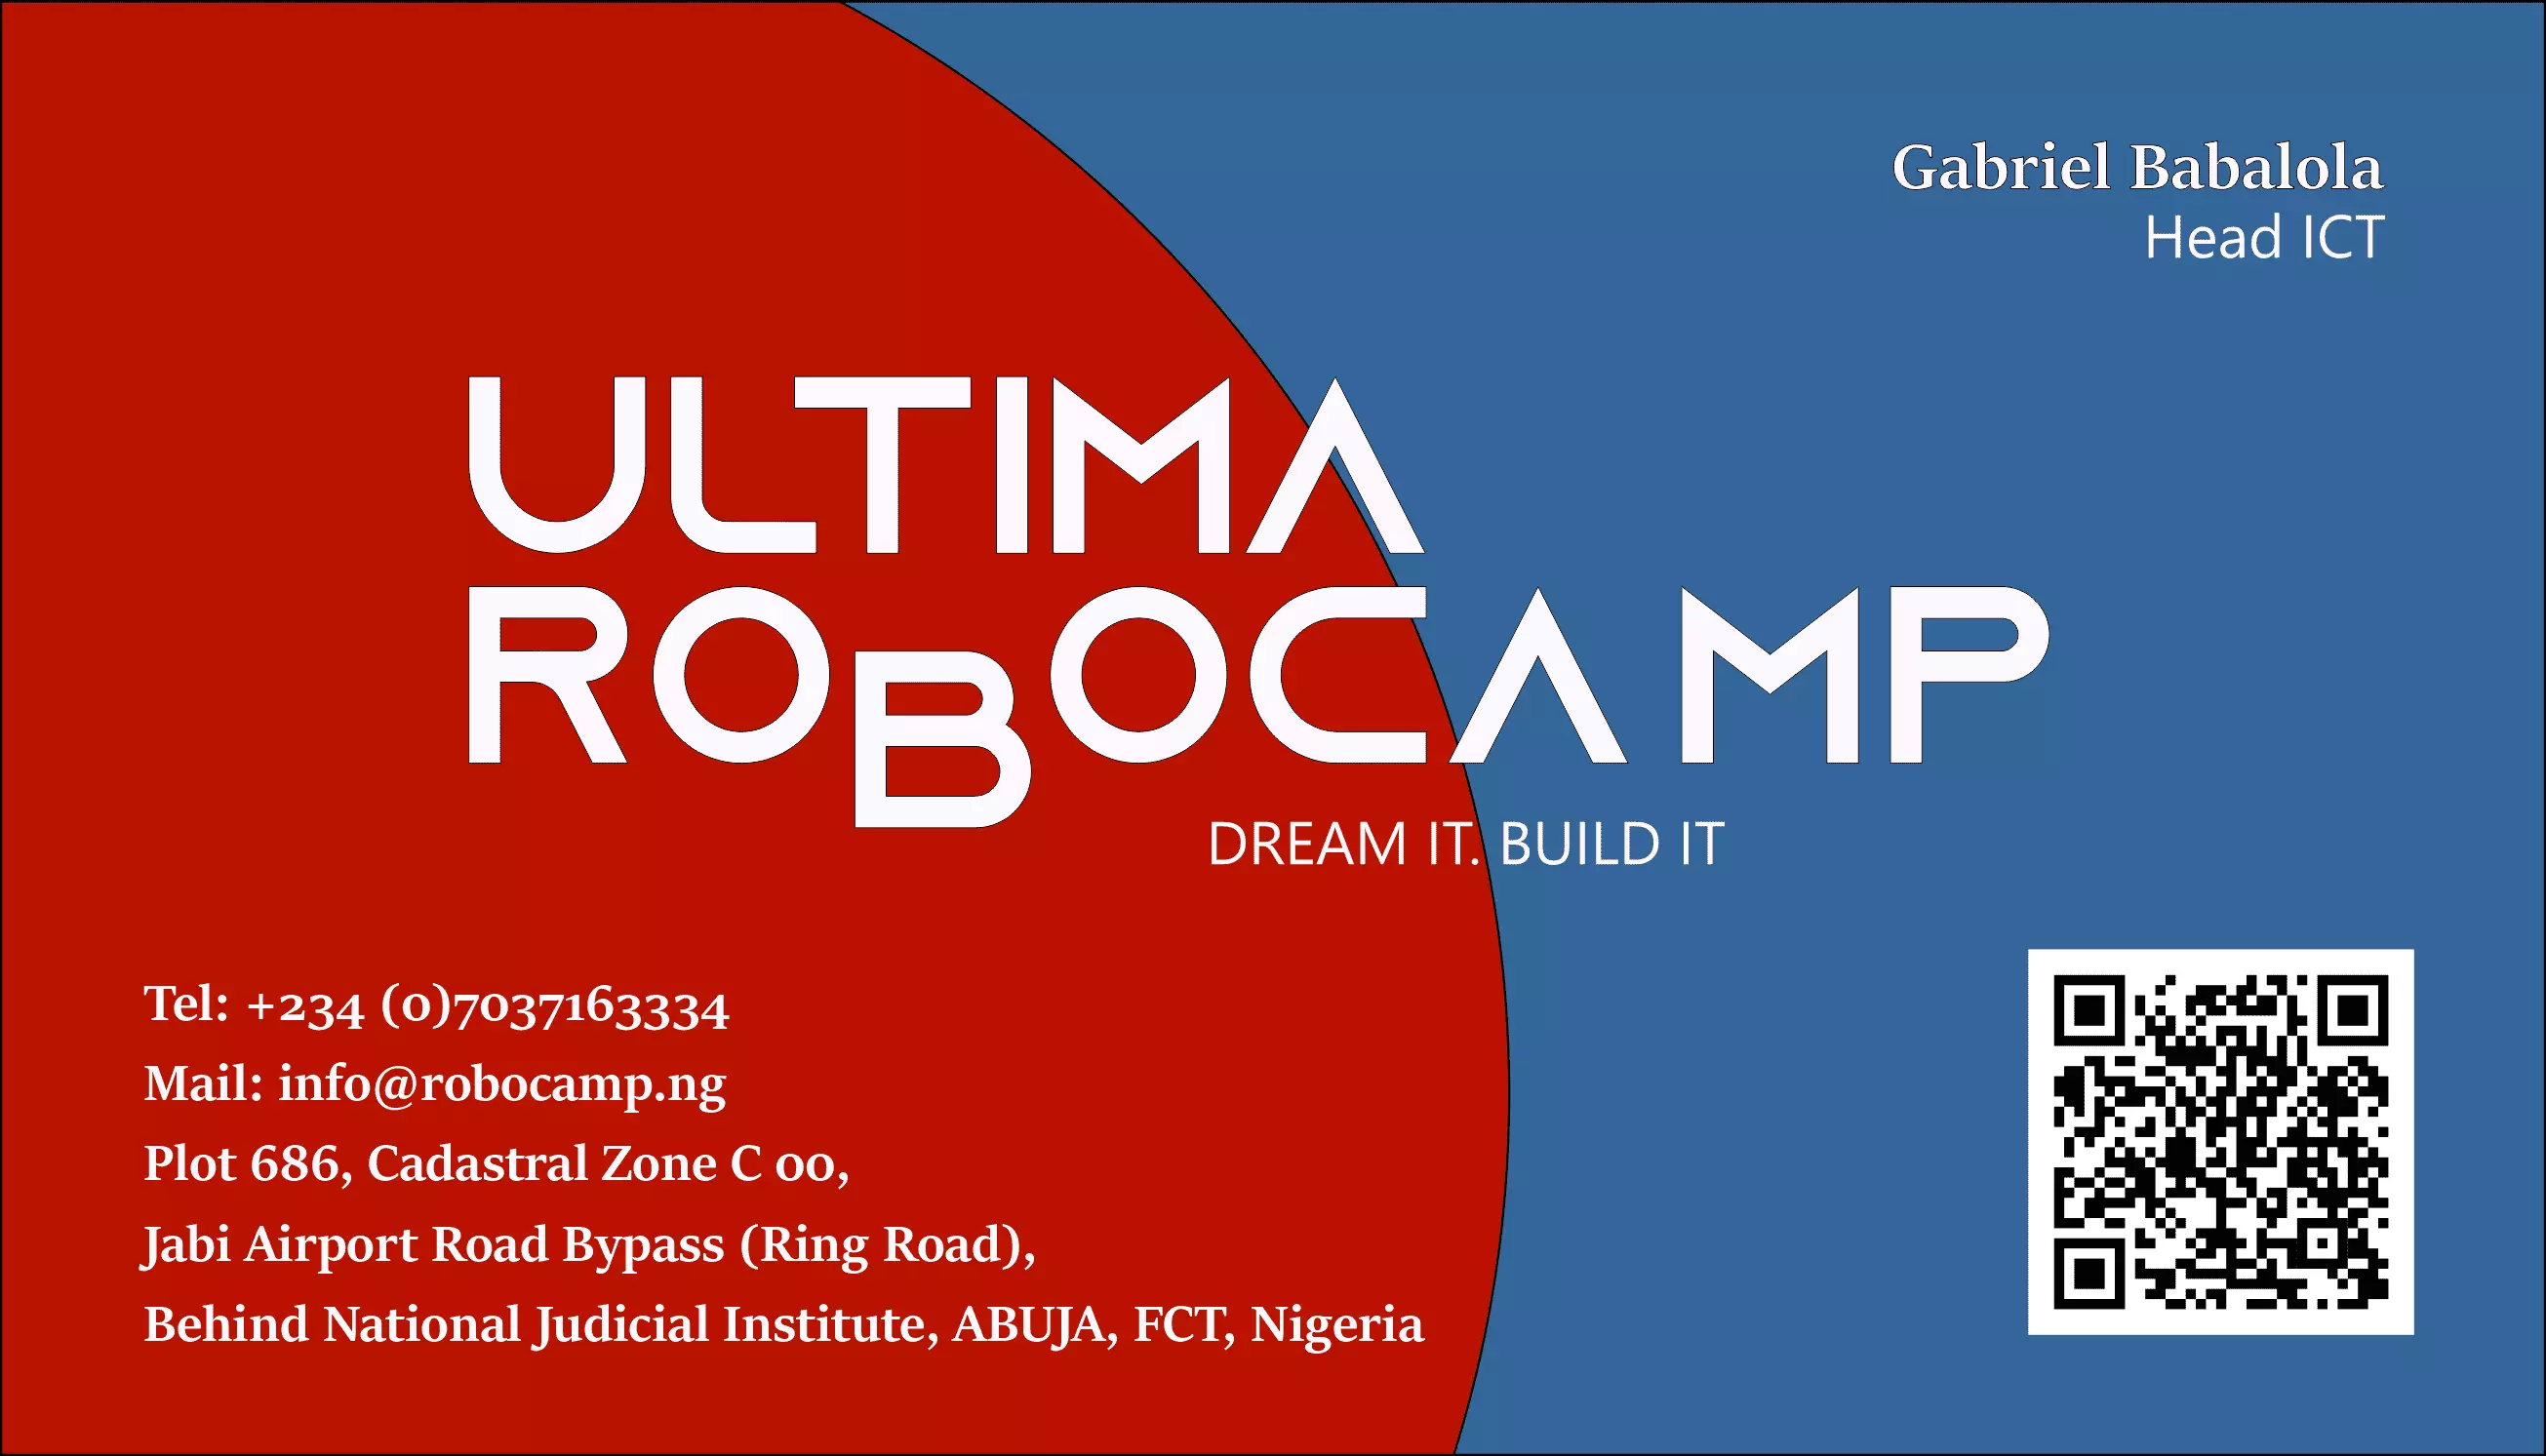 Gabriel Babalola
Head ICT
ULTIMA
ROBOCAMP
DREAM IT. BUILD IT
Tel: +234 (0)7037163334
Mail: info@robocamp.ng
Plot 686, Cadastral Zone C 00,
Jabi Airport Road Bypass (Ring Road),
Behind National Judicial Institute, ABUJA, FCT, Nigeria